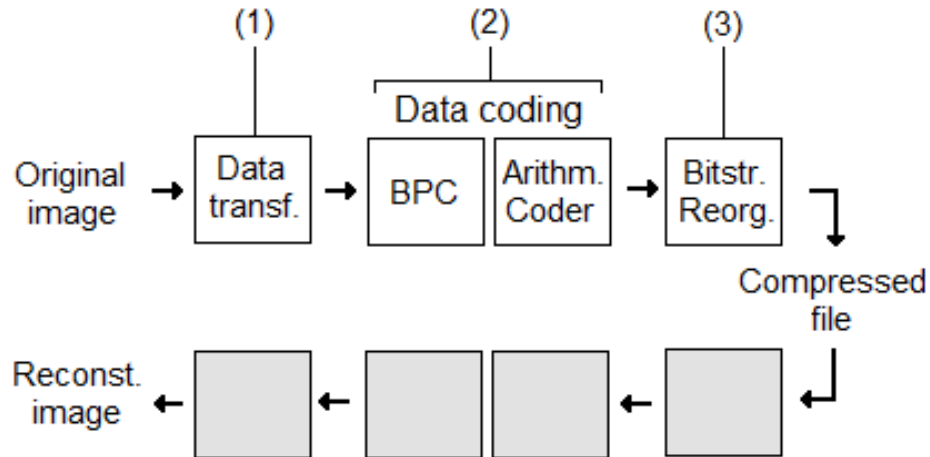 (1)
(2)
(3)
Data coding
Original
image
Data
transf.
BPC
Arithm.
Coder
Bitstr.
Reorg.
Compressed
file
Reconst.
image